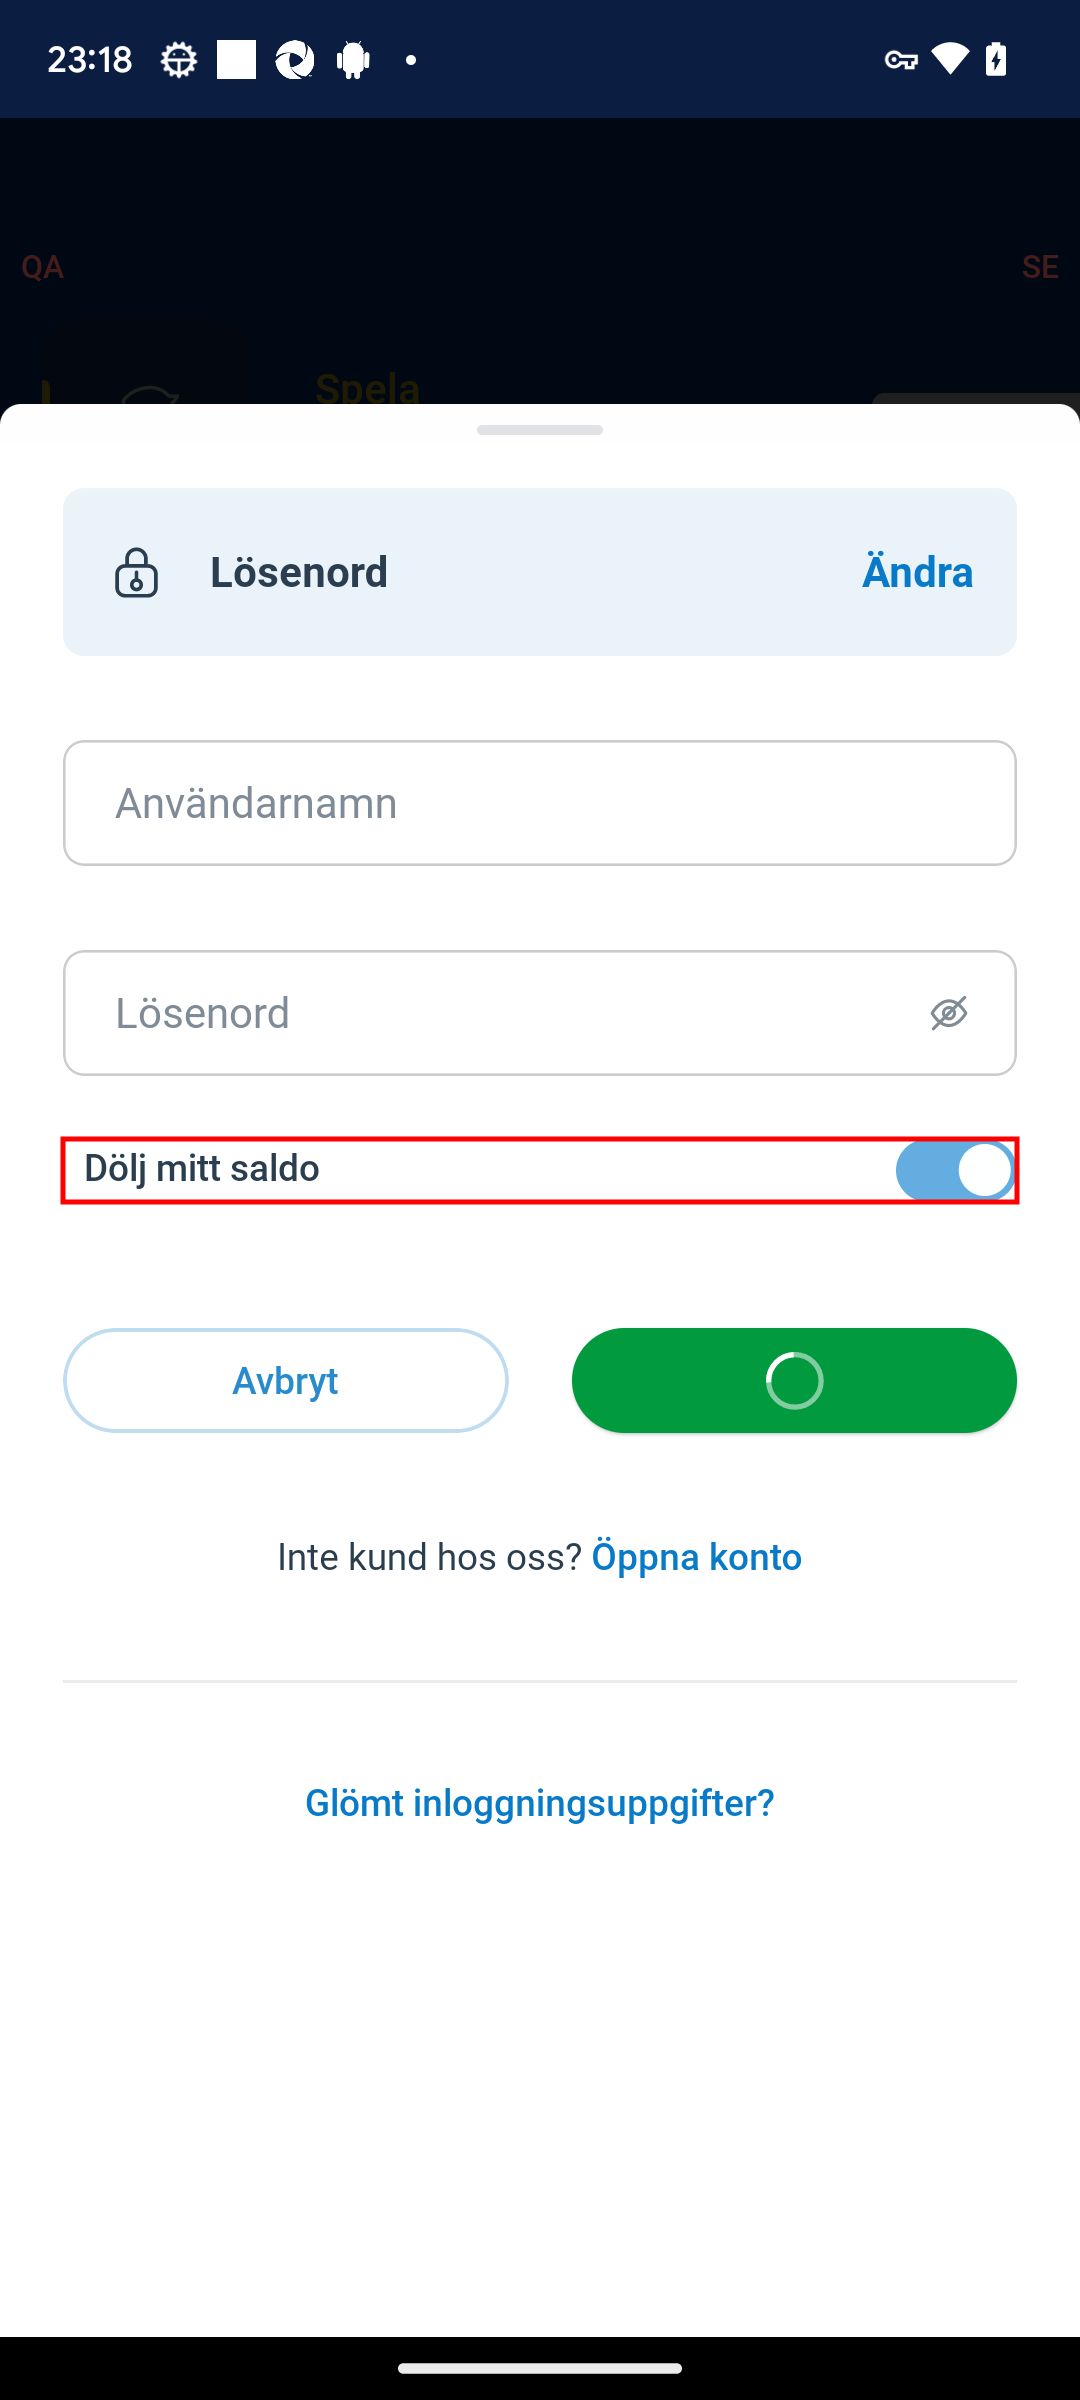 23:18
QA
SE
Spela
Lösenord
Ändra
Användarnamn
Lösenord
Dölj mitt saldo
Avbryt
Inte kund hos oss? Öppna konto
Glömt inloggningsuppgifter?